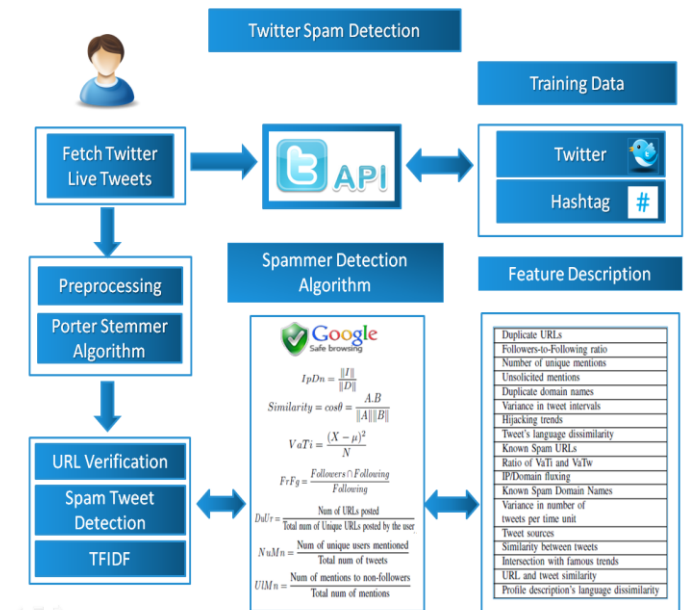 Twitter Spam Detection
Training Data
Fetch Twitter
Live Tweets
t API
Twitter
Hashtag #
Preprocessing
Porter Stemmer
Algorithm
Spammer Detection
Algorithm
Feature Description
Google
Safe browsing
IpDn = ‖I‖ / ‖D‖
Similarity = cosθ = A.B / ‖A‖‖B‖
VaTi = (X − μ)² / N
FrFg = Followers ∩ Following / Following
DuUr = Num of URLs posted / Total num of Unique URLs posted by the user
NuMn = Num of unique users mentioned / Total num of tweets
UlMn = Num of mentions to non-followers / Total num of mentions
Duplicate URLs
Followers-to-Following ratio
Number of unique mentions
Unsolicited mentions
Duplicate domain names
Variance in tweet intervals
Hijacking trends
Tweet's language dissimilarity
Known Spam URLs
Ratio of VaTi and VaTw
IP/Domain fluxing
Known Spam Domain Names
Variance in number of
tweets per time unit
Tweet sources
Similarity between tweets
Intersection with famous trends
URL and tweet similarity
Profile description's language dissimilarity
URL Verification
Spam Tweet
Detection
TFIDF